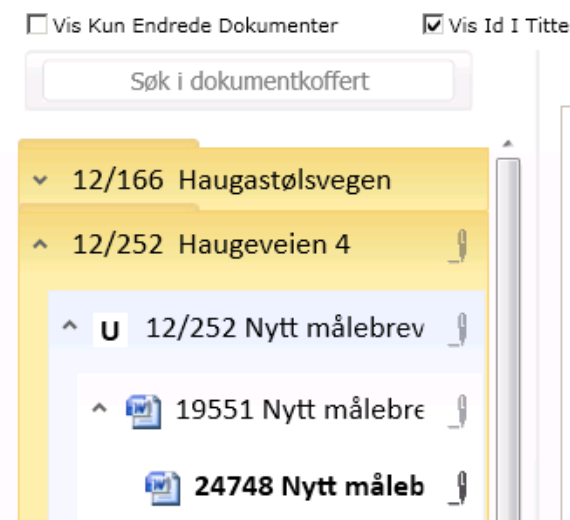 Vis Kun Endrede Dokumenter Vis Id I Titte
Søk i dokumentkoffert
12/166 Haugastølsvegen
12/252 Haugeveien 4
U 12/252 Nytt målebrev
19551 Nytt målebre
24748 Nytt måleb